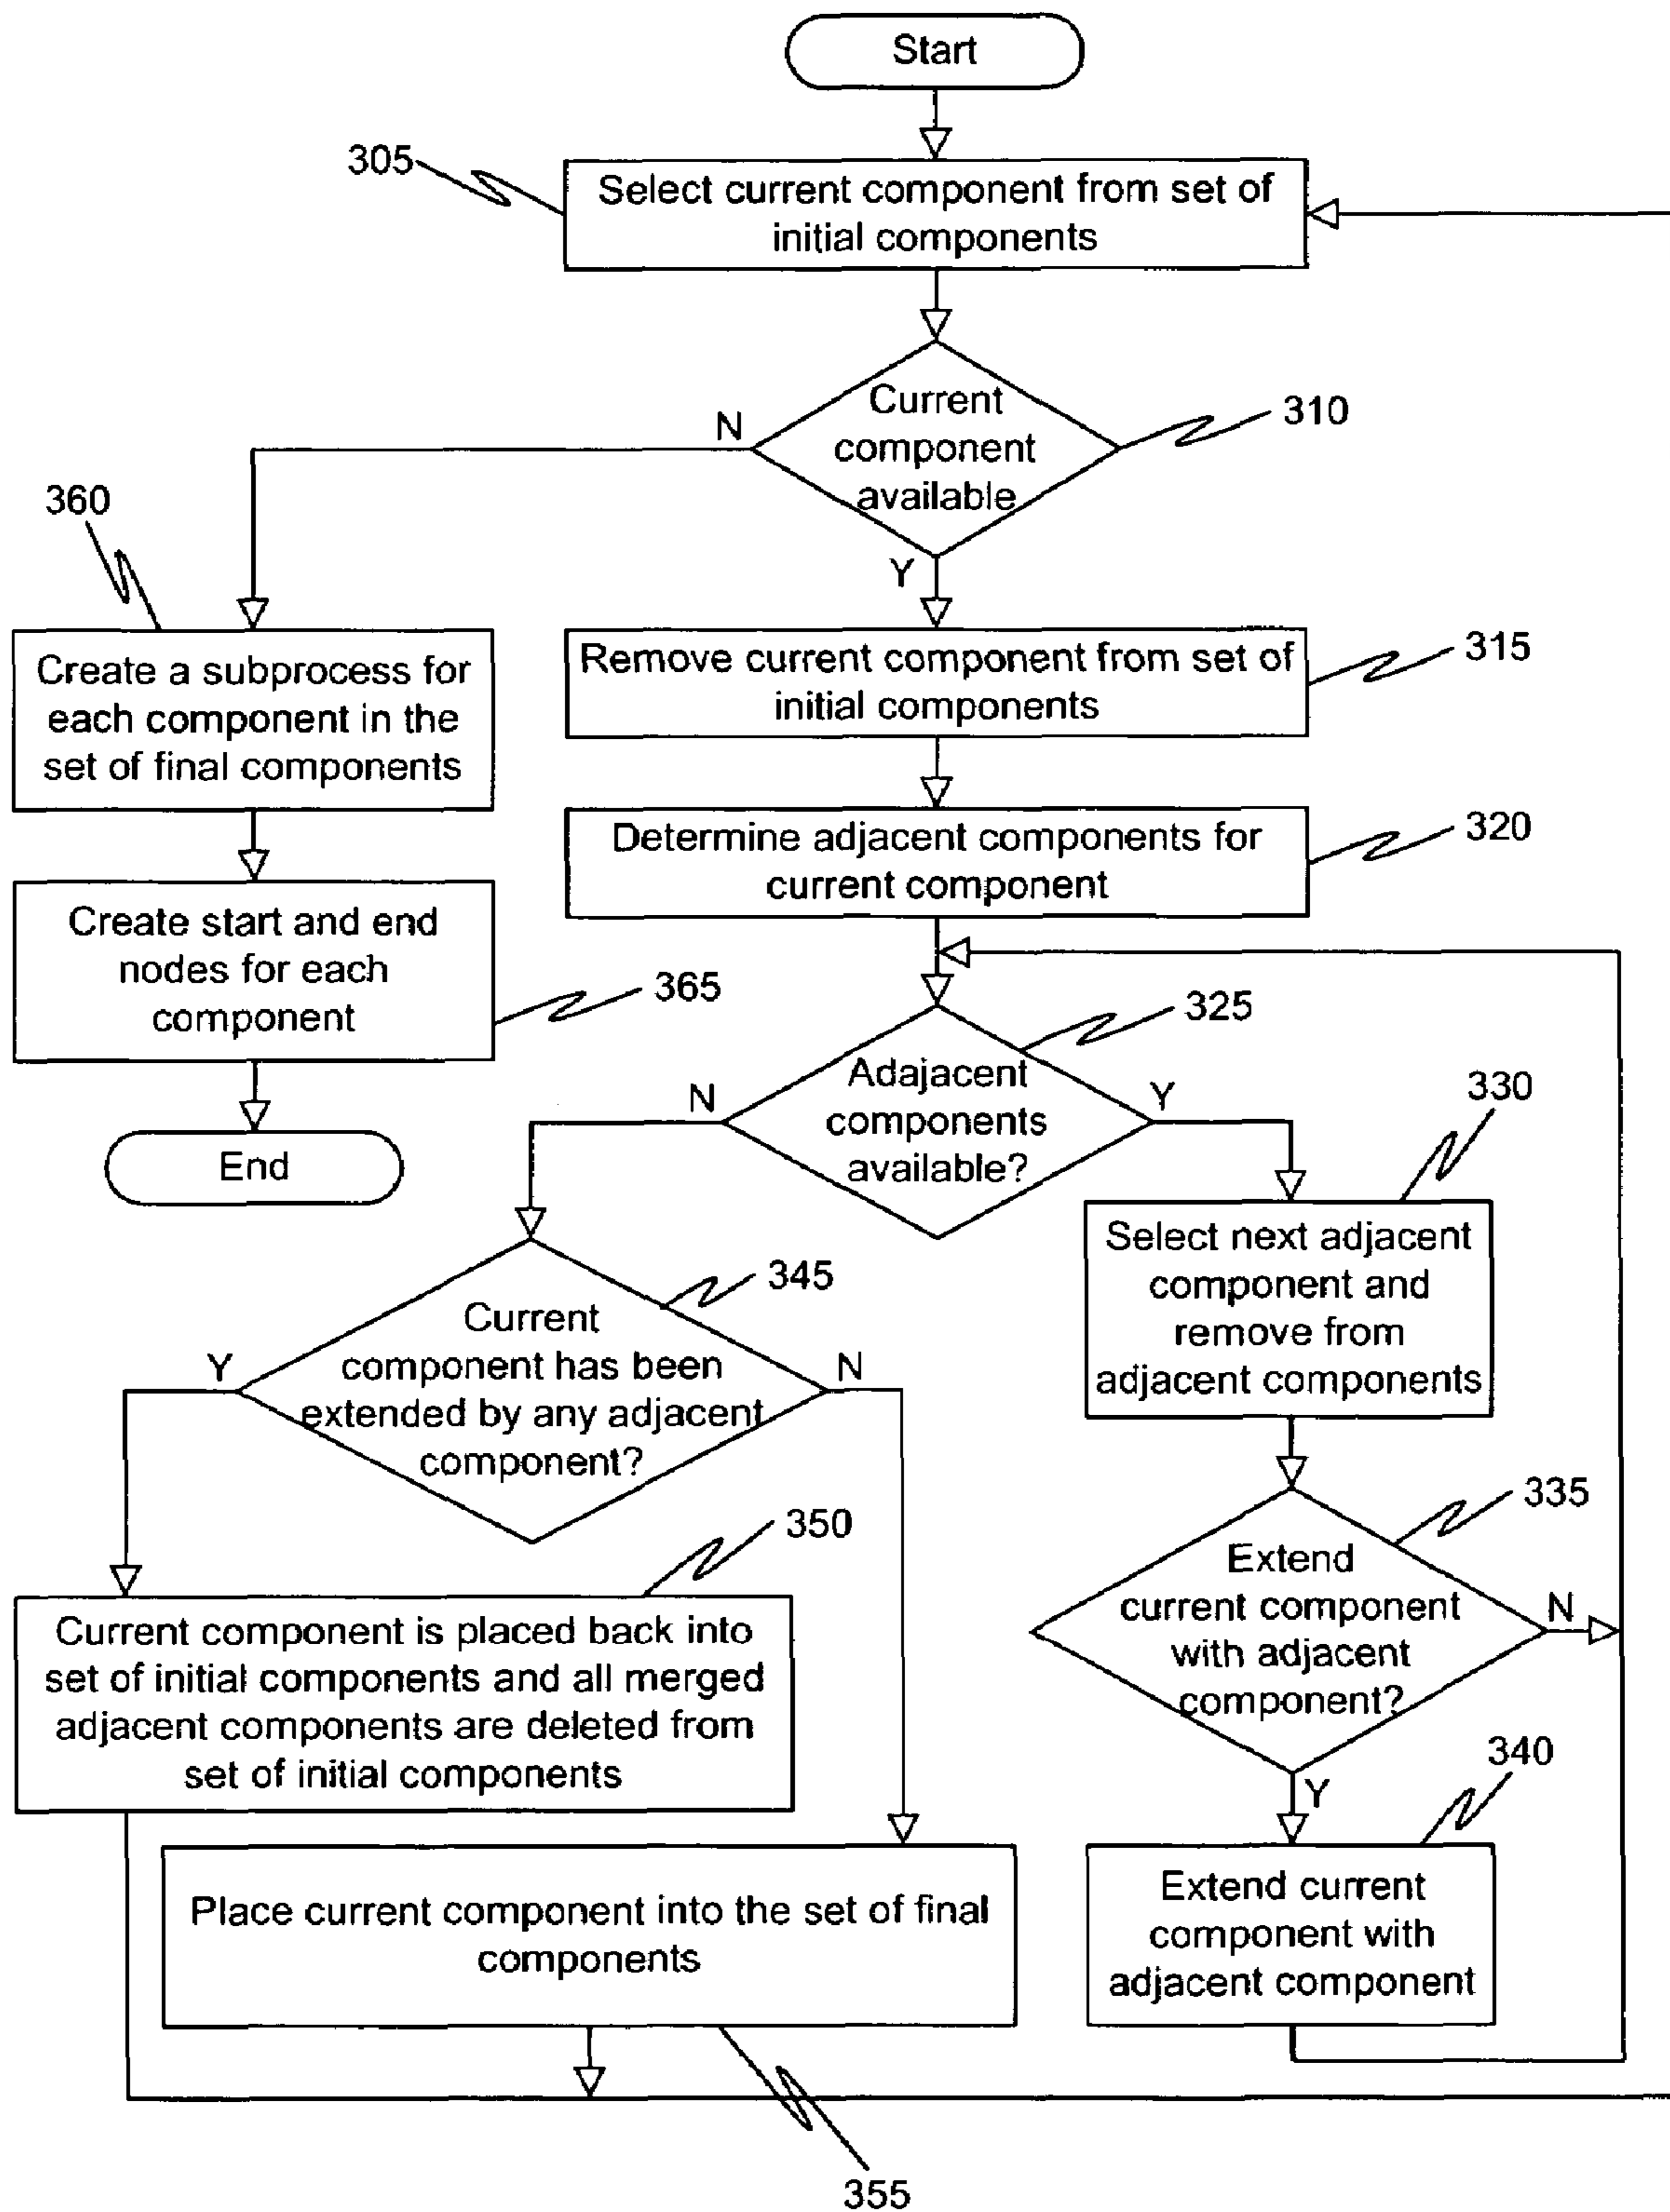 Start
305
Select current component from set of
initial components
Current
component
available
310
N
Y
360
Create a subprocess for
each component in the
set of final components
Remove current component from set of
initial components
315
Determine adjacent components for
current component
320
Create start and end
nodes for each
component
365
End
Adajacent
components
available?
325
N
Y
330
Select next adjacent
component and
remove from
adjacent components
Current
component has been
extended by any adjacent
component?
345
Y
N
Extend
current component
with adjacent
component?
335
N
Y
350
Current component is placed back into
set of initial components and all merged
adjacent components are deleted from
set of initial components
340
Extend current
component with
adjacent component
Place current component into the set of final
components
355